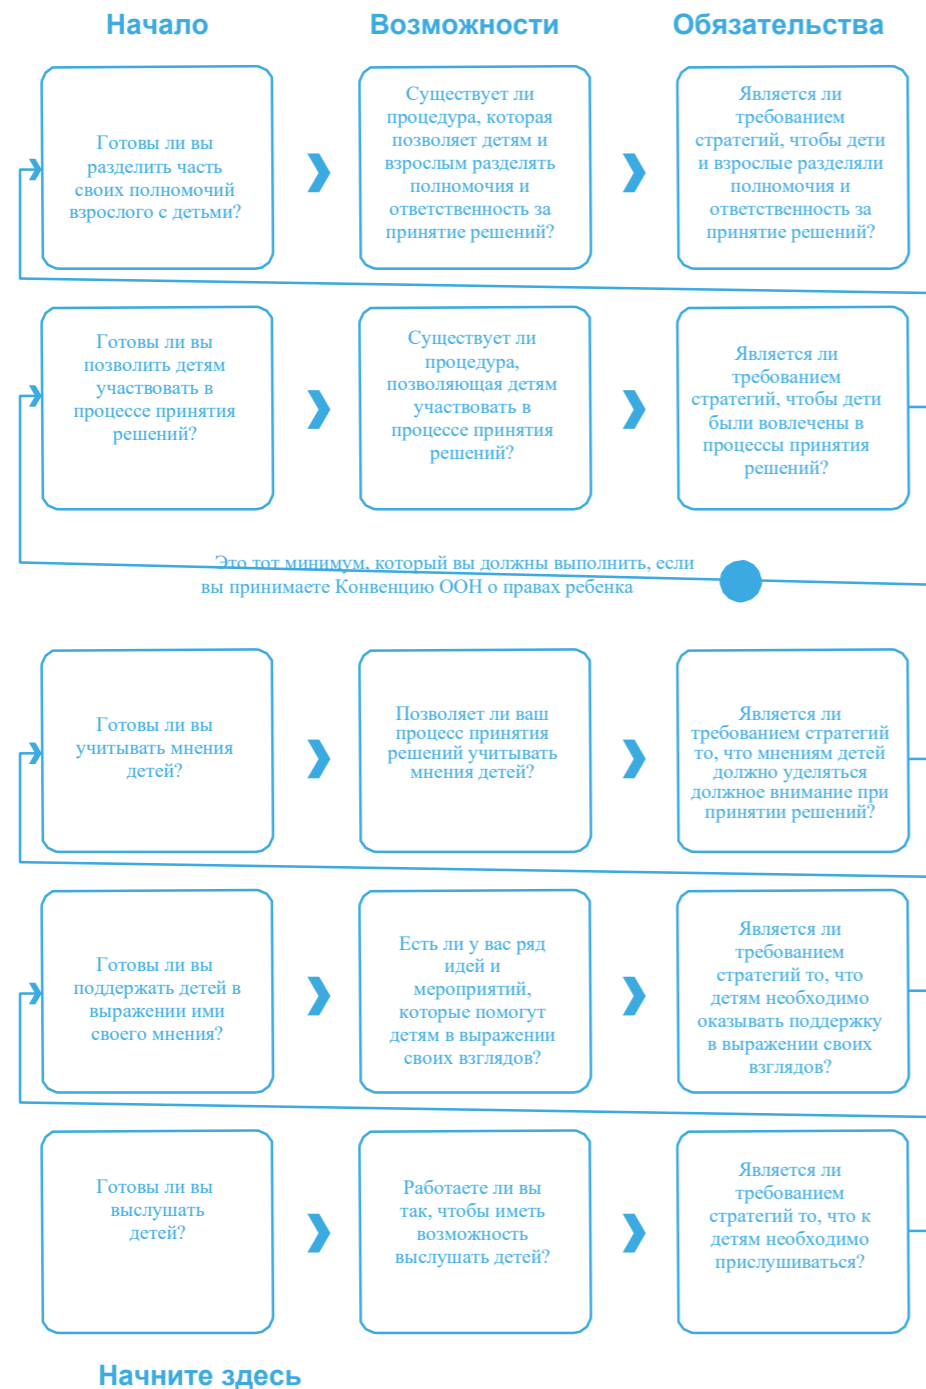 Начало
Возможности
Обязательства
Готовы ли вы
разделить часть
своих полномочий
взрослого с детьми?
Существует ли
процедура, которая
позволяет детям и
взрослым разделять
полномочия и
ответственность за
принятие решений?
Является ли
требованием
стратегий, чтобы дети
и взрослые разделяли
полномочия и
ответственность за
принятие решений?
Готовы ли вы
позволить детям
участвовать в
процессе принятия
решений?
Существует ли
процедура,
позволяющая детям
участвовать в
процессе принятия
решений?
Является ли
требованием
стратегий, чтобы дети
были вовлечены в
процессы принятия
решений?
Это тот минимум, который вы должны выполнить, если
вы принимаете Конвенцию ООН о правах ребенка
Готовы ли вы
учитывать мнения
детей?
Позволяет ли ваш
процесс принятия
решений учитывать
мнения детей?
Является ли
требованием стратегий
то, что мнениям детей
должно уделяться
должное внимание при
принятии решений?
Готовы ли вы
поддержать детей в
выражении ими
своего мнения?
Есть ли у вас ряд
идей и
мероприятий,
которые помогут
детям в выражении
своих взглядов?
Является ли
требованием
стратегий то, что
детям необходимо
оказывать поддержку
в выражении своих
взглядов?
Готовы ли вы
выслушать
детей?
Работаете ли вы
так, чтобы иметь
возможность
выслушать детей?
Является ли
требованием
стратегий то, что к
детям необходимо
прислушиваться?
Начните здесь